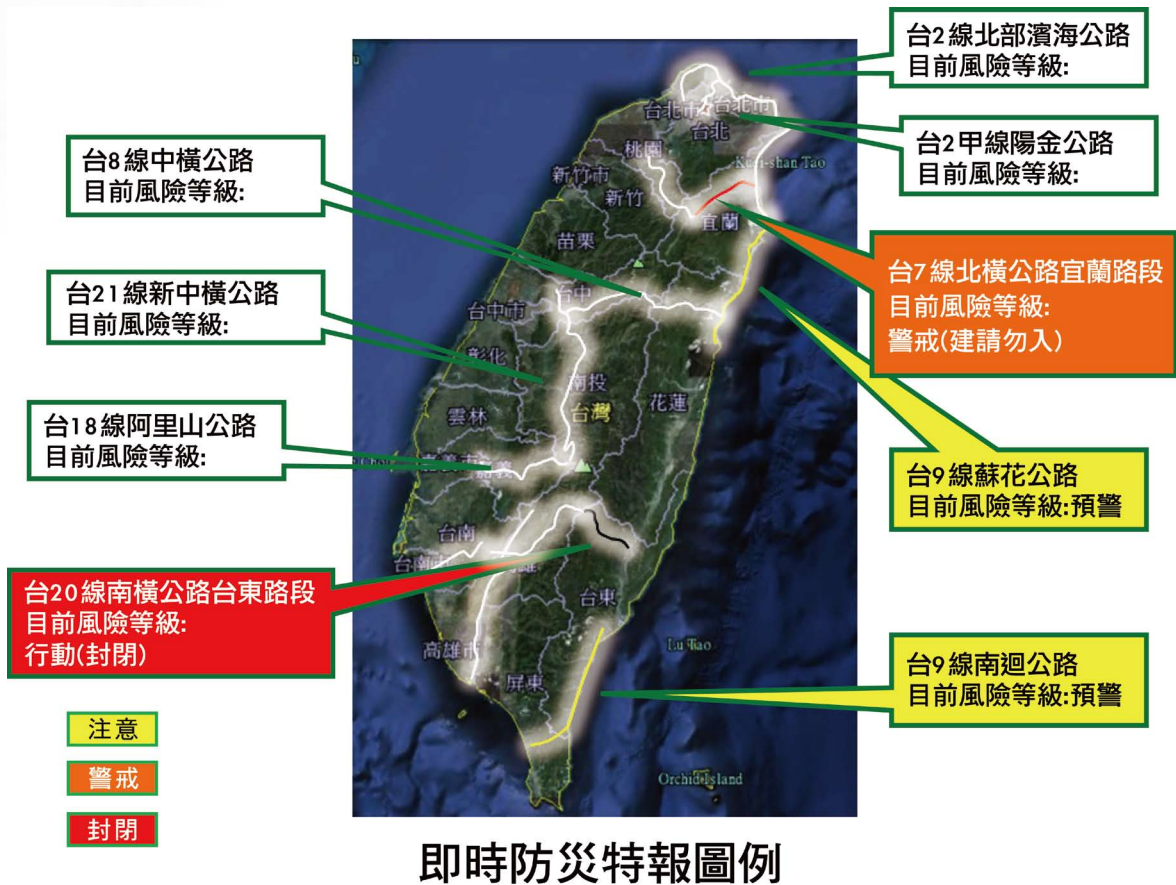 台2線北部濱海公路
目前風險等級:
台2甲線陽金公路
目前風險等級:
台8線中橫公路
目前風險等級:
台7線北橫公路宜蘭路段
目前風險等級:
警戒(建請勿入)
台21線新中橫公路
目前風險等級:
台18線阿里山公路
目前風險等級:
台9線蘇花公路
目前風險等級:預警
台20線南橫公路台東路段
目前風險等級:
行動(封閉)
台9線南迴公路
目前風險等級:預警
注意
警戒
封閉
台北市
台北市
台北
桃園
新竹市
新竹
宜蘭
苗栗
台中
台中市
彰化
南投
花蓮
雲林
台灣
嘉義市
嘉義
台南
台東
高雄市
屏東
Lu Tao
Orchid Island
即時防災特報圖例